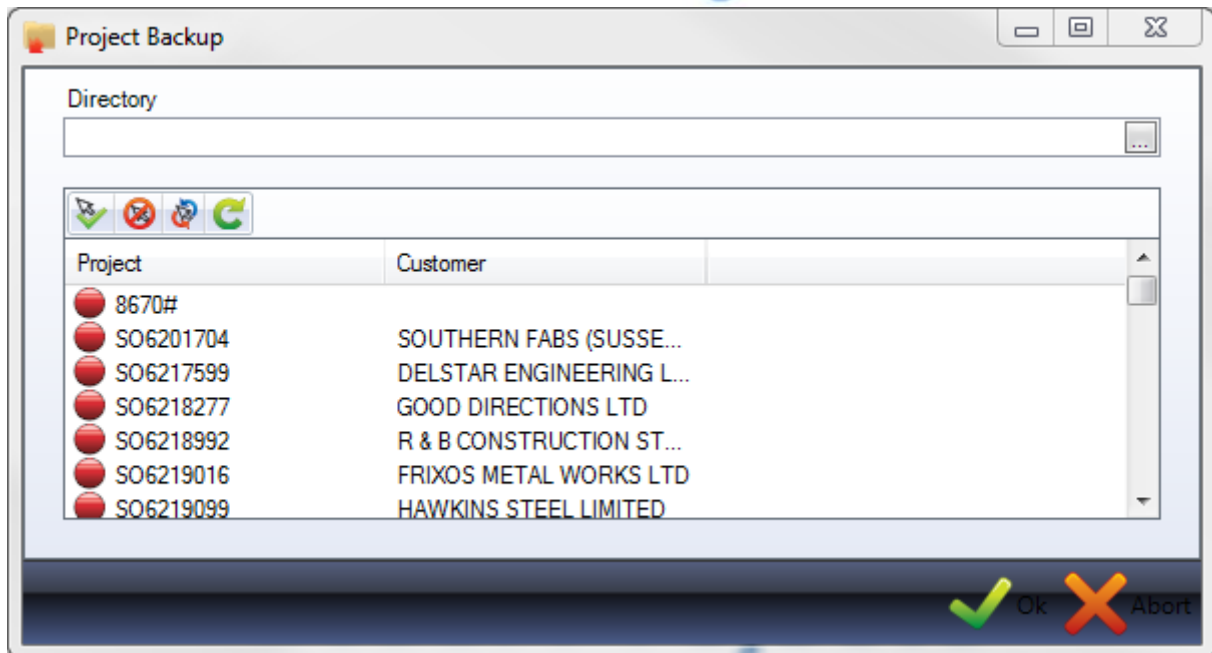 Project Backup
Directory
...
Project Customer
8670#
SO6201704 SOUTHERN FABS (SUSSE...
SO6217599 DELSTAR ENGINEERING L...
SO6218277 GOOD DIRECTIONS LTD
SO6218992 R & B CONSTRUCTION ST...
SO6219016 FRIXOS METAL WORKS LTD
SO6219099 HAWKINS STEEL LIMITED
Ok Abort